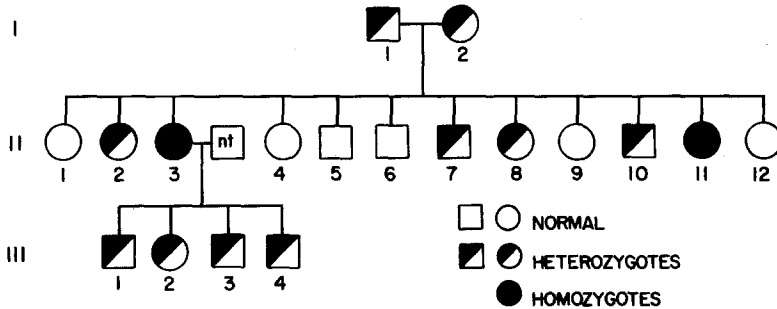 I
1 2
II
nt
1 2 3 4 5 6 7 8 9 10 11 12
NORMAL
III
HETEROZYGOTES
1 2 3 4
HOMOZYGOTES